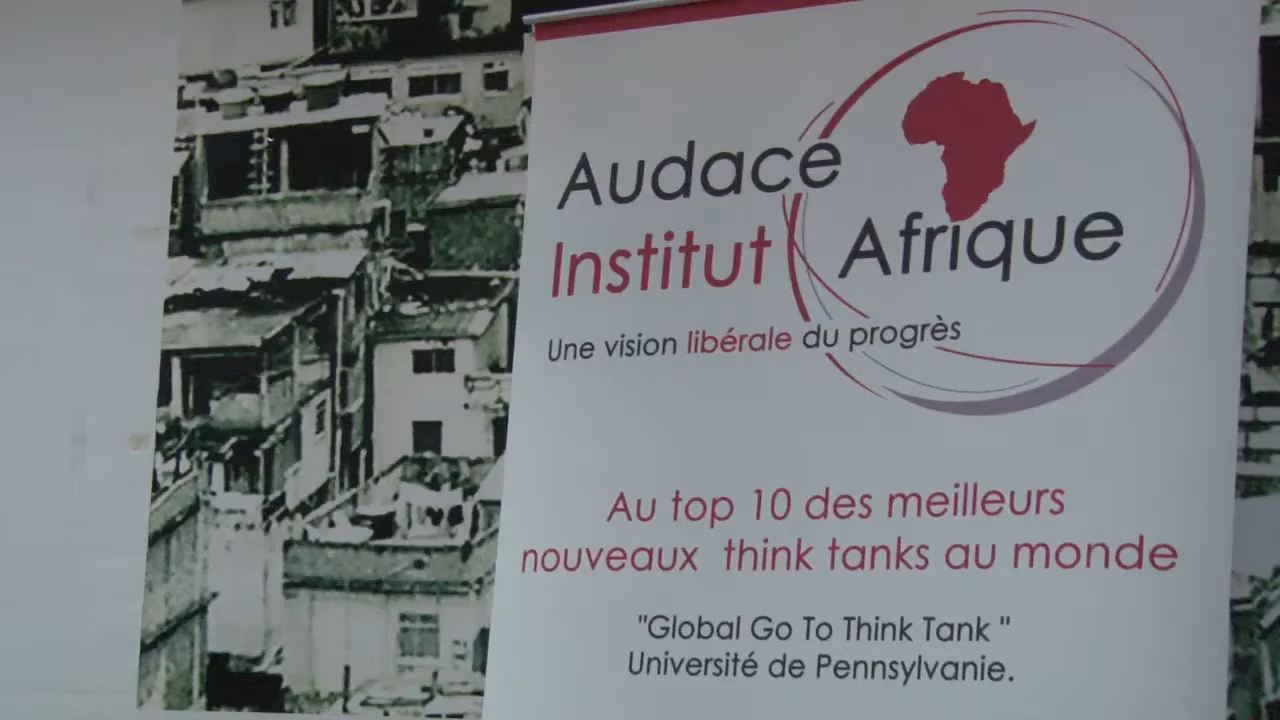 Audace
Institut Afrique
Une vision libérale du progrès
Au top 10 des meilleurs
nouveaux think tanks au monde
"Global Go To Think Tank "
Université de Pennsylvanie.